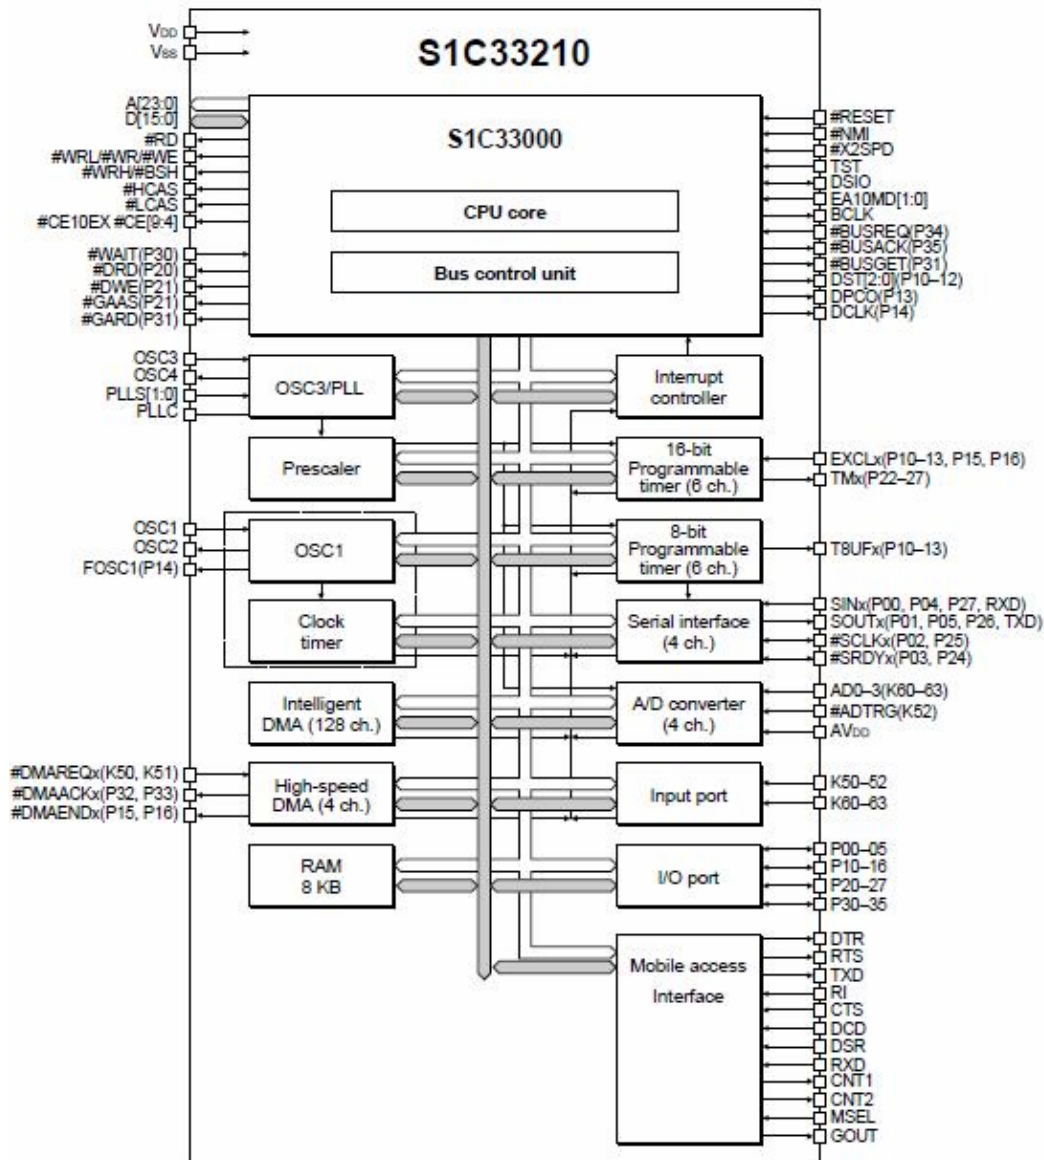 S1C33210
VDD
VSS
A[23:0]
D[15:0]
#RD
#WRL/#WR/#WE
#WRH/#BSH
#HCAS
#LCAS
#CE10EX #CE[9:4]
#WAIT(P30)
#DRD(P20)
#DWE(P21)
#GAAS(P21)
#GARD(P31)
S1C33000
CPU core
Bus control unit
#RESET
#NMI
#X2SPD
TST
DSIO
EA10MD[1:0]
BCLK
#BUSREQ(P34)
#BUSACK(P35)
#BUSGET(P31)
DST[2:0](P10–12)
DPCO(P13)
DCLK(P14)
OSC3
OSC4
PLLS[1:0]
PLLC
OSC3/PLL
Interrupt
controller
Prescaler
16-bit
Programmable
timer (6 ch.)
EXCLx(P10–13, P15, P16)
TMx(P22–27)
OSC1
OSC2
FOSC1(P14)
OSC1
8-bit
Programmable
timer (6 ch.)
T8UFx(P10–13)
Clock
timer
Serial interface
(4 ch.)
SINx(P00, P04, P27, RXD)
SOUTx(P01, P05, P26, TXD)
#SCLKx(P02, P25)
#SRDYx(P03, P24)
Intelligent
DMA (128 ch.)
A/D converter
(4 ch.)
AD0–3(K60–63)
#ADTRG(K52)
AVDD
#DMAREQx(K50, K51)
#DMAACKx(P32, P33)
#DMAENDx(P15, P16)
High-speed
DMA (4 ch.)
Input port
K50–52
K60–63
RAM
8 KB
I/O port
P00–05
P10–16
P20–27
P30–35
Mobile access
Interface
DTR
RTS
TXD
RI
CTS
DCD
DSR
RXD
CNT1
CNT2
MSEL
GOUT